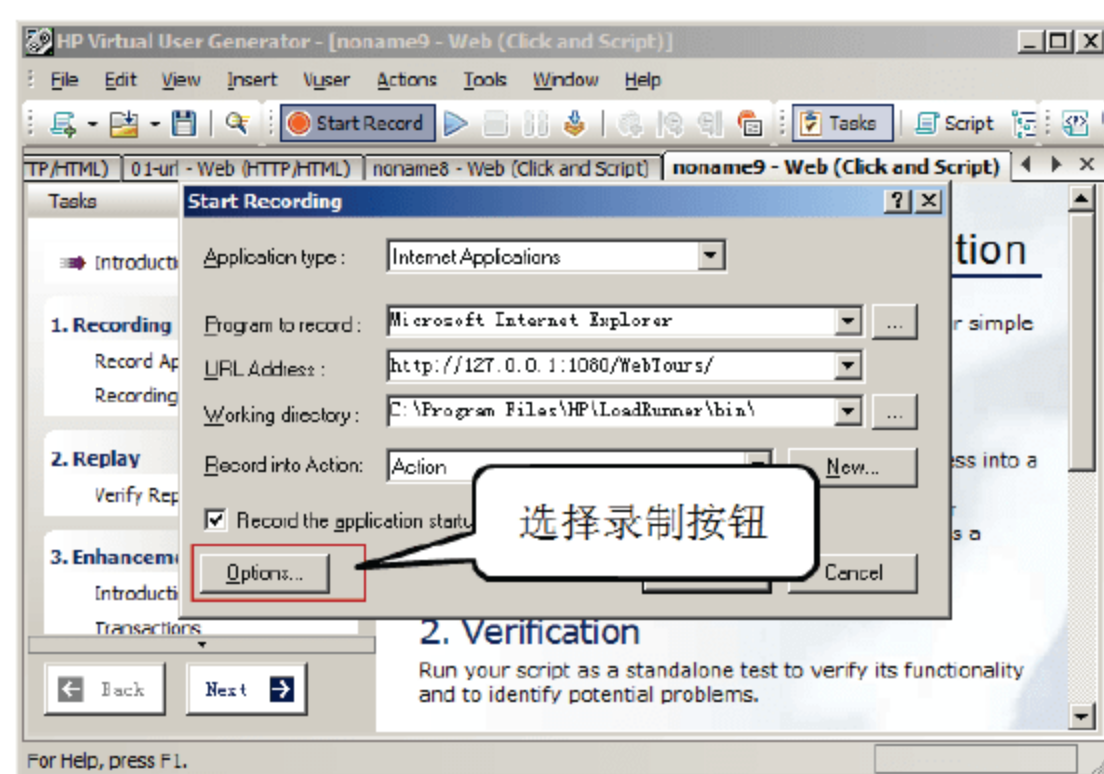 HP Virtual User Generator - [noname9 - Web (Click and Script)]
File Edit View Insert Vuser Actions Tools Window Help
Start Record Tasks Script
TP/HTML) 01-url - Web (HTTP/HTML) noname8 - Web (Click and Script) noname9 - Web (Click and Script)
Tasks
Start Recording
Introducti
Application type :
Internet Applications
tion
1. Recording
Program to record :
Microsoft Internet Explorer
...
r simple
Record Ap
URL Address :
http://127.0.0.1:1080/WebTours/
Recording
Working directory :
C:\Program Files\HP\LoadRunner\bin\
...
2. Replay
Record into Action:
Action
New...
ess into a
Verify Rep
Record the application startu
选择录制按钮
s a
3. Enhanceme
Options...
Cancel
Introducti
Transactions
2. Verification
Run your script as a standalone test to verify its functionality
and to identify potential problems.
Back
Next
For Help, press F1.